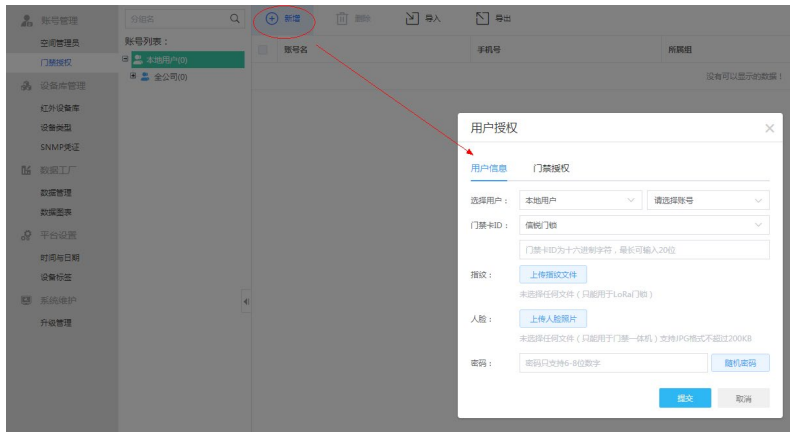 账号管理
空间管理员
门禁授权
设备库管理
红外设备库
设备类型
SNMP凭证
数据工厂
数据管理
数据图表
平台设置
时间与日期
设备标签
系统维护
升级管理
分组名
账号列表：
本地用户(0)
全公司(0)
新增
删除
导入
导出
账号名
手机号
所属组
没有可以显示的数据！
用户授权
用户信息
门禁授权
选择用户：
本地用户
请选择账号
门禁卡ID：
信锐门锁
门禁卡ID为十六进制字符，最长可输入20位
指纹：
上传指纹文件
未选择任何文件（只能用于LoRa门锁）
人脸：
上传人脸照片
未选择任何文件（只能用于门禁一体机）支持JPG格式不超过200KB
密码：
密码只支持6-8位数字
随机密码
提交
取消